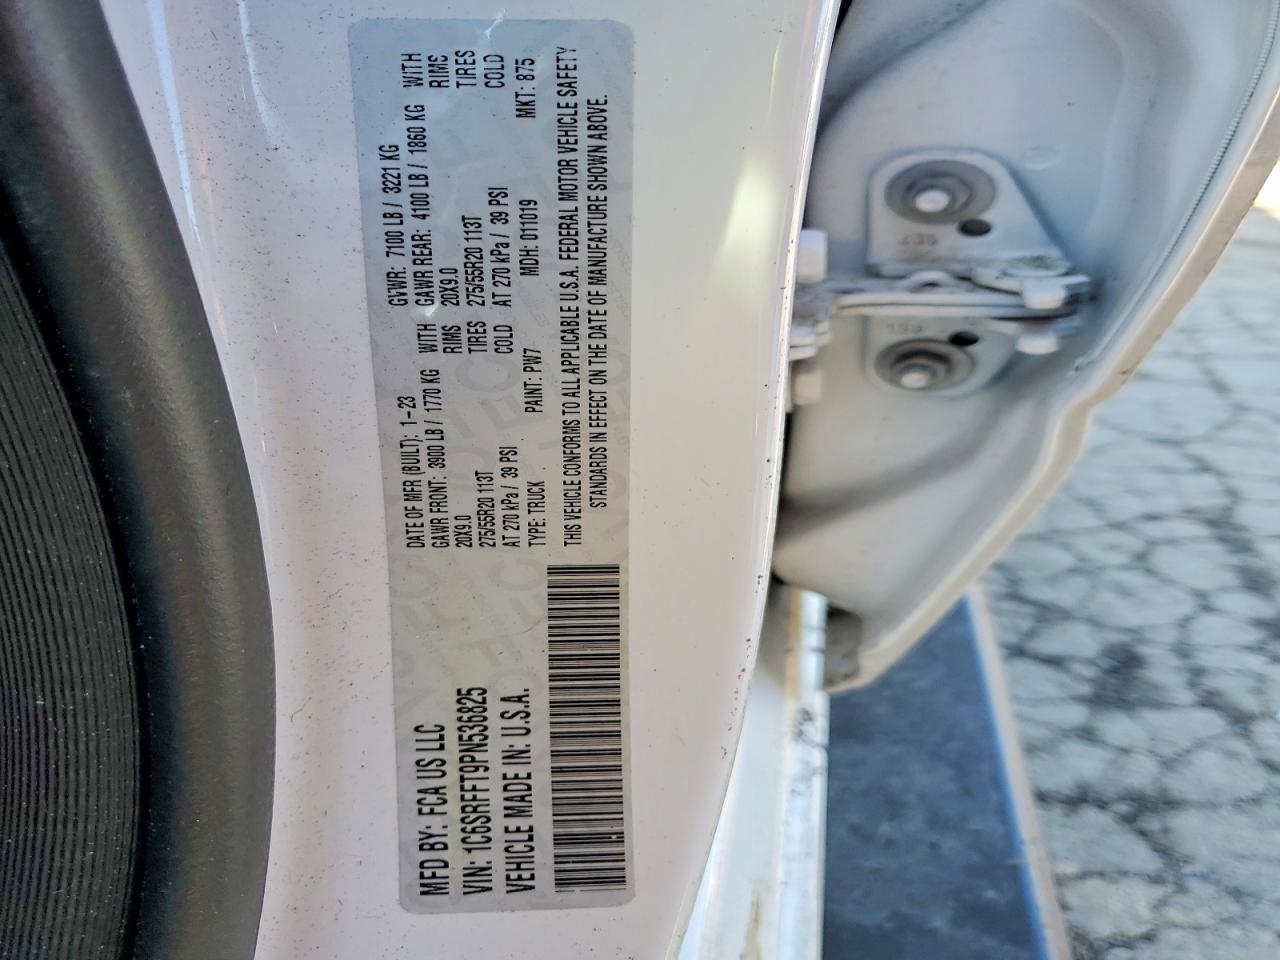 MFD BY: FCA US LLC
VIN: 1C6SRFFT9PN536825
VEHICLE MADE IN: U.S.A.
DATE OF MFR (BUILT): 1-23 GVWR: 7100 LB / 3221 KG
GAWR FRONT: 3900 LB / 1770 KG WITH GAWR REAR: 4100 LB / 1860 KG WITH
20X9.0 RIMS 20X9.0 RIMS
275/55R20 113T TIRES 275/55R20 113T TIRES
AT 270 kPa / 39 PSI COLD AT 270 kPa / 39 PSI COLD
TYPE: TRUCK PAINT: PW7 MDH: 011019 MKT: 875
THIS VEHICLE CONFORMS TO ALL APPLICABLE U.S.A. FEDERAL MOTOR VEHICLE SAFETY
STANDARDS IN EFFECT ON THE DATE OF MANUFACTURE SHOWN ABOVE.